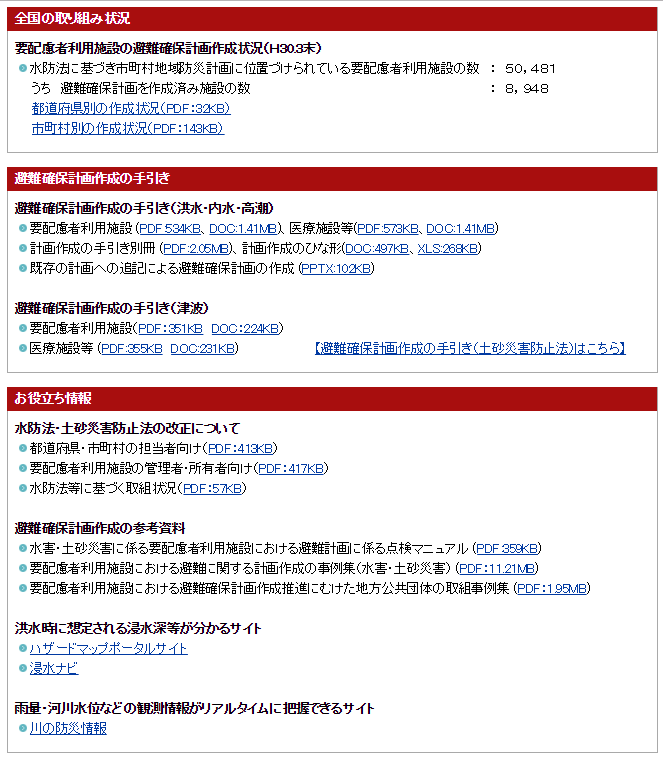 全国の取り組み状況
要配慮者利用施設の避難確保計画作成状況（H30.3末）
水防法に基づき市町村地域防災計画に位置づけられている要配慮者利用施設の数 ： 50,481
うち 避難確保計画を作成済み施設の数 ： 8,948
都道府県別の作成状況（PDF：32KB）
市町村別の作成状況（PDF：143KB）
避難確保計画作成の手引き
避難確保計画作成の手引き（洪水・内水・高潮）
要配慮者利用施設（PDF:534KB、DOC:1.41MB）、医療施設等（PDF:573KB、DOC:1.41MB）
計画作成の手引き別冊（PDF:2.05MB）、計画作成のひな形（DOC:497KB、XLS:268KB）
既存の計画への追記による避難確保計画の作成（PPTX:102KB）
避難確保計画作成の手引き（津波）
要配慮者利用施設（PDF：351KB DOC：224KB）
医療施設等（PDF:355KB DOC:231KB） 【避難確保計画作成の手引き（土砂災害防止法）はこちら】
お役立ち情報
水防法・土砂災害防止法の改正について
都道府県・市町村の担当者向け（PDF：413KB）
要配慮者利用施設の管理者・所有者向け（PDF：417KB）
水防法等に基づく取組状況（PDF：57KB）
避難確保計画作成の参考資料
水害・土砂災害に係る要配慮者利用施設における避難計画に係る点検マニュアル（PDF:359KB）
要配慮者利用施設における避難に関する計画作成の事例集（水害・土砂災害）（PDF：11.21MB）
要配慮者利用施設における避難確保計画作成推進にむけた地方公共団体の取組事例集（PDF：1.95MB）
洪水時に想定される浸水深等が分かるサイト
ハザードマップポータルサイト
浸水ナビ
雨量・河川水位などの観測情報がリアルタイムに把握できるサイト
川の防災情報